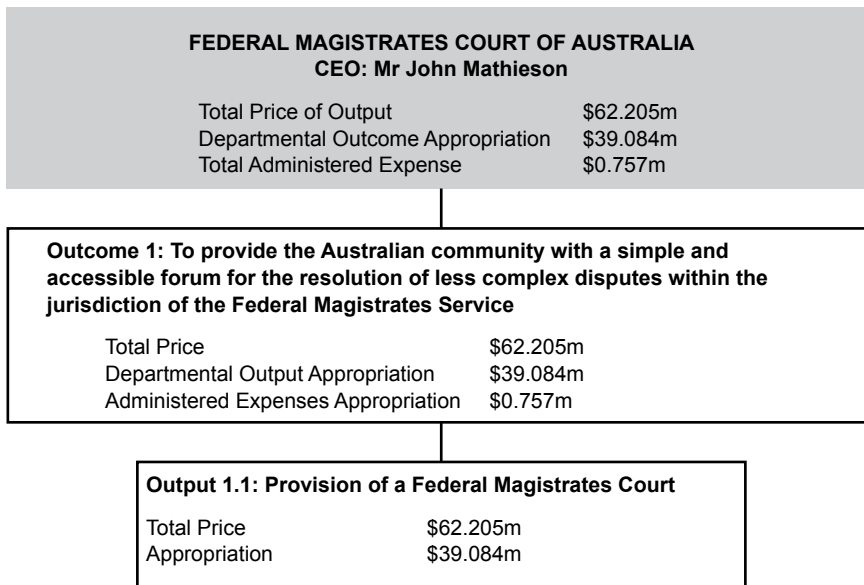 FEDERAL MAGISTRATES COURT OF AUSTRALIA
CEO: Mr John Mathieson
Total Price of Output $62.205m
Departmental Outcome Appropriation $39.084m
Total Administered Expense $0.757m
Outcome 1: To provide the Australian community with a simple and
accessible forum for the resolution of less complex disputes within the
jurisdiction of the Federal Magistrates Service
Total Price $62.205m
Departmental Output Appropriation $39.084m
Administered Expenses Appropriation $0.757m
Output 1.1: Provision of a Federal Magistrates Court
Total Price $62.205m
Appropriation $39.084m